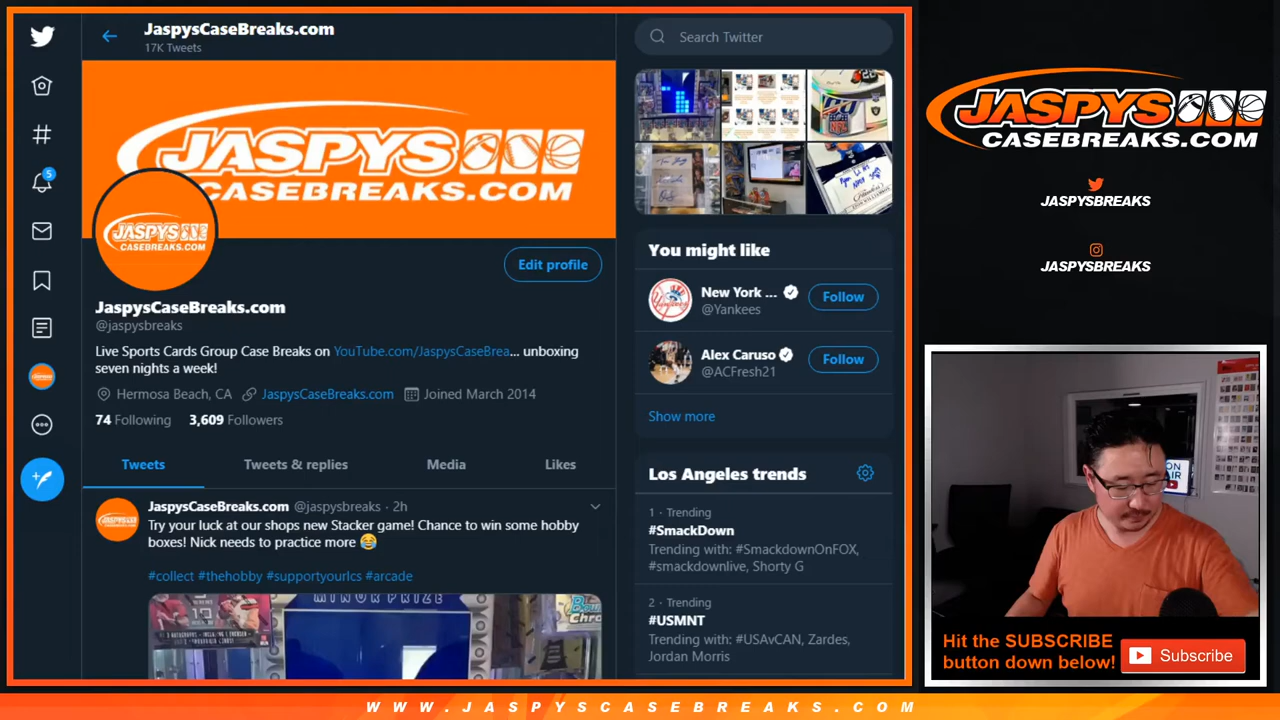 JaspysCaseBreaks.com
17K Tweets
JASPYS
CASEBREAKS.COM
JASPYS
CASEBREAKS.COM
Edit profile
JaspysCaseBreaks.com
@jaspysbreaks
Live Sports Cards Group Case Breaks on YouTube.com/JaspysCaseBrea... unboxing
seven nights a week!
Hermosa Beach, CA JaspysCaseBreaks.com Joined March 2014
74 Following 3,609 Followers
Tweets Tweets & replies Media Likes
JaspysCaseBreaks.com @jaspysbreaks · 2h
Try your luck at our shops new Stacker game! Chance to win some hobby
boxes! Nick needs to practice more 😂
#collect #thehobby #supportyourlcs #arcade
MINOR PRIZE
5
Search Twitter
You might like
New York ...
@Yankees
Follow
Alex Caruso
@ACFresh21
Follow
Show more
Los Angeles trends
1 · Trending
#SmackDown
Trending with: #SmackdownOnFOX,
#smackdownlive, Shorty G
2 · Trending
#USMNT
Trending with: #USAvCAN, Zardes,
Jordan Morris
JASPYS
CASEBREAKS.COM
JASPYSBREAKS
JASPYSBREAKS
ON
AIR
Hit the SUBSCRIBE
button down below!
Subscribe
WWW.JASPYSCASEBREAKS.COM